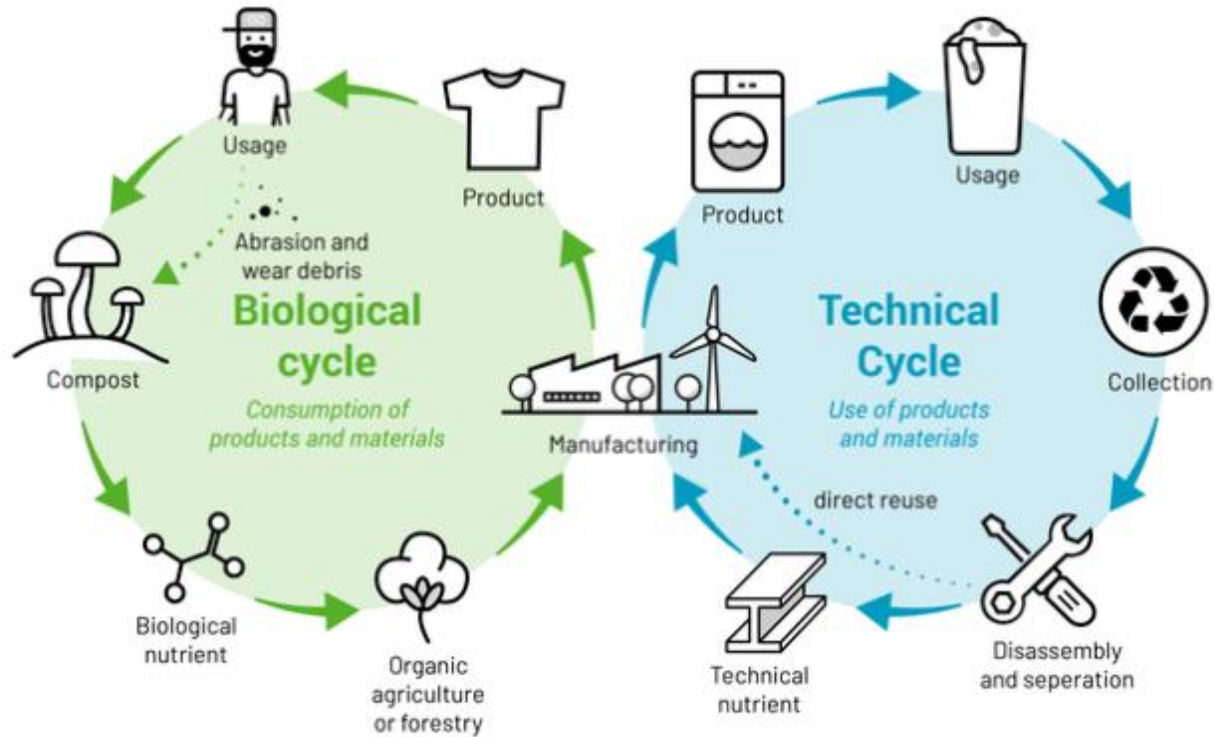 Usage
Product
Abrasion and
wear debris
Biological
cycle
Consumption of
products and materials
Compost
Biological
nutrient
Organic
agriculture
or forestry
Manufacturing
Product
Usage
Technical
Cycle
Use of products
and materials
Collection
direct reuse
Technical
nutrient
Disassembly
and seperation